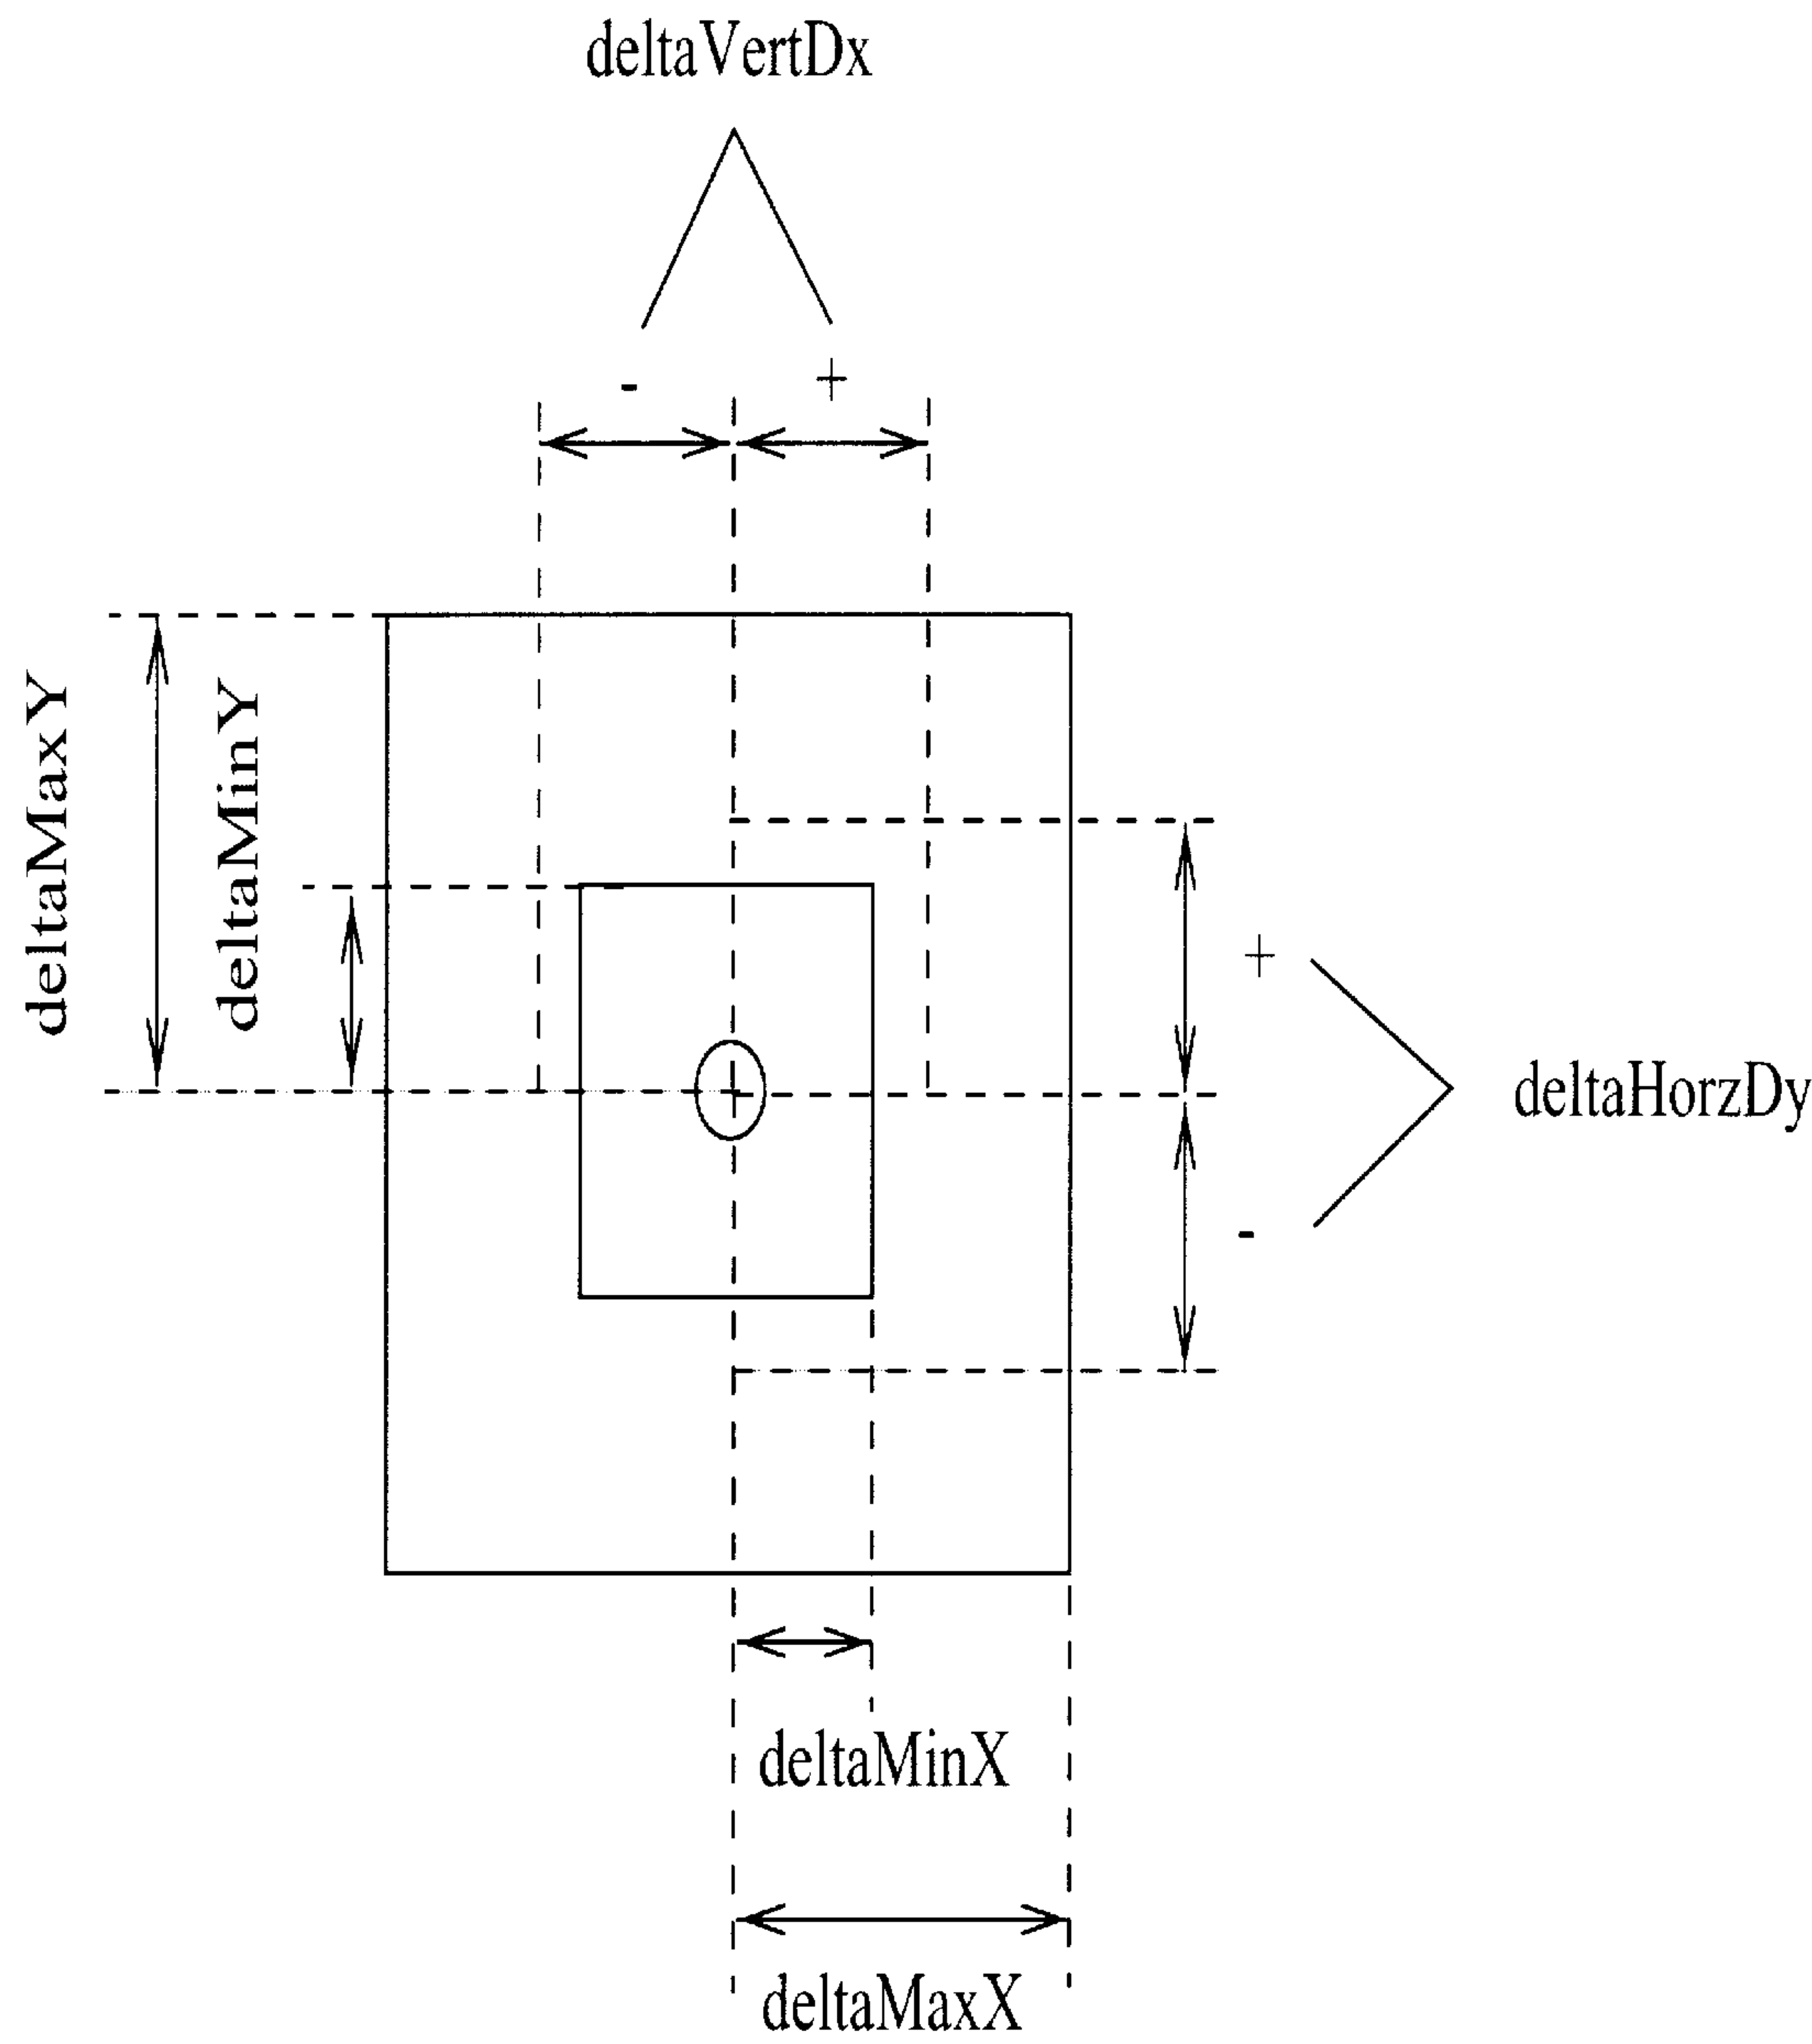 deltaVertDx
- +
deltaMaxY
deltaMinY
+
deltaHorzDy
-
deltaMinX
deltaMaxX